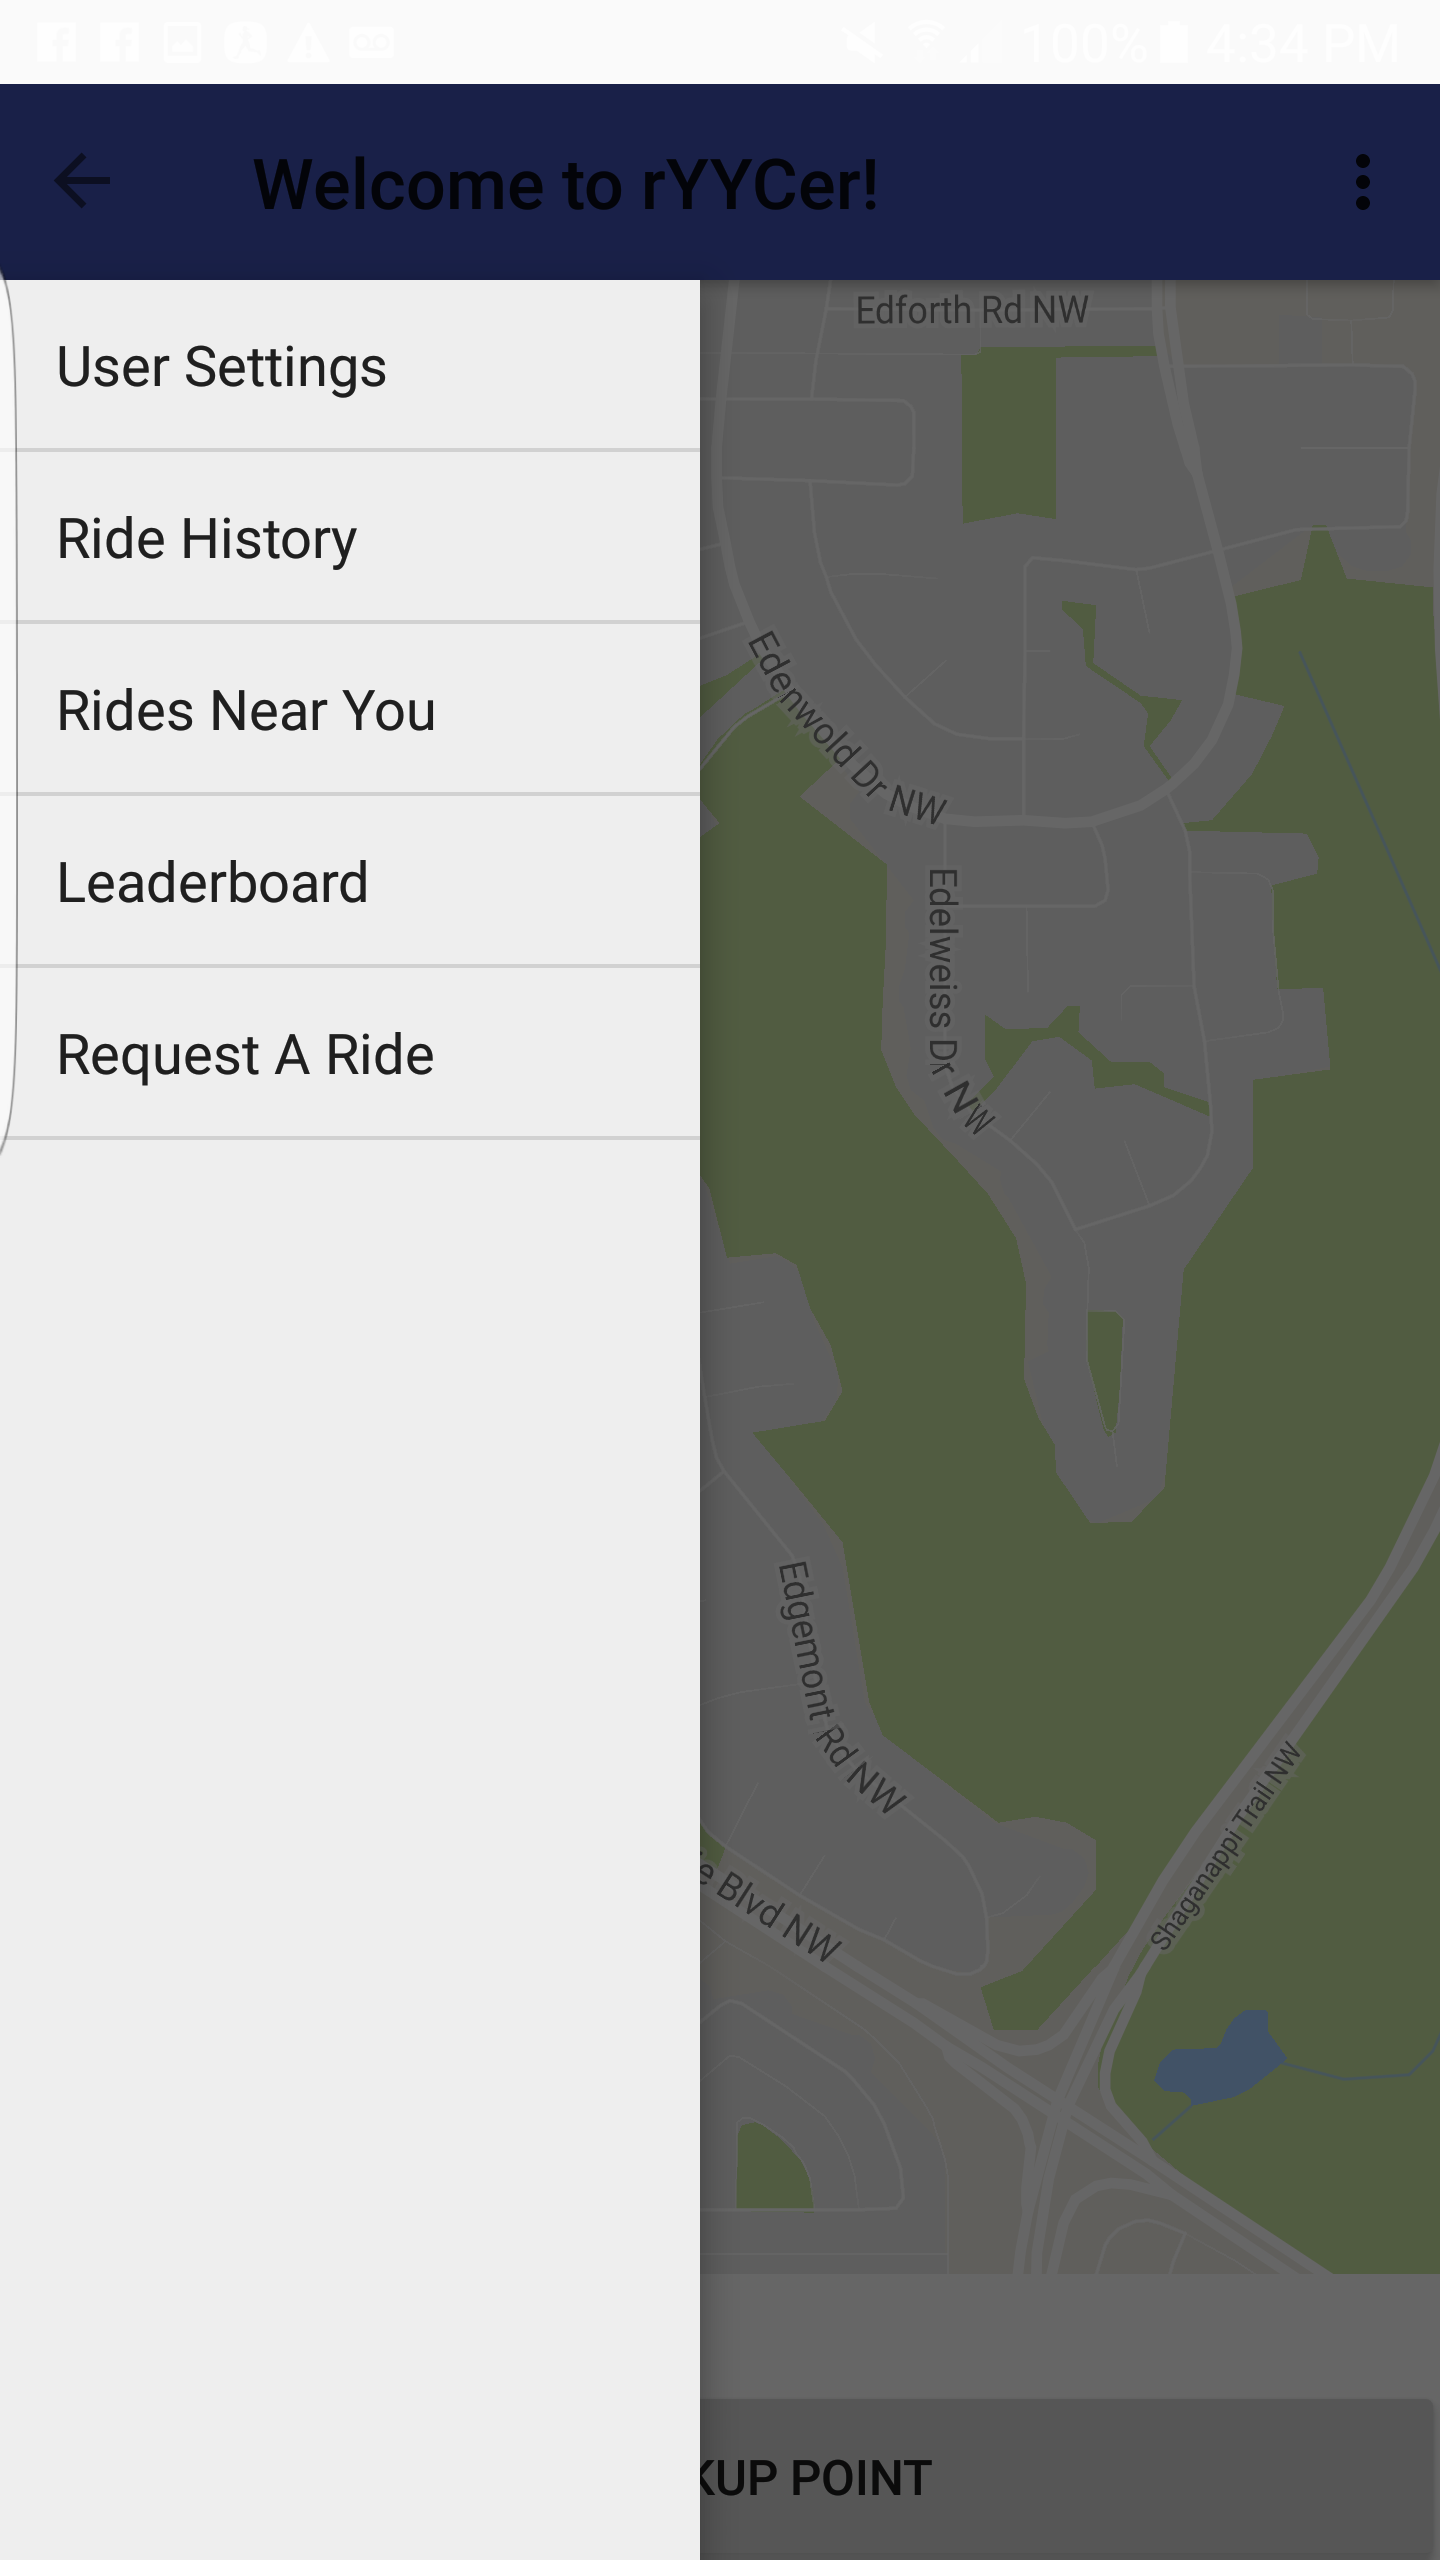 100% 4:34 PM
Welcome to rYYCer!
User Settings
Ride History
Rides Near You
Leaderboard
Request A Ride
Edforth Rd NW
Edenwold Dr NW
Edelweiss Dr NW
Edgemont Rd NW
Blvd NW
Shaganappi Trail NW
KUP POINT